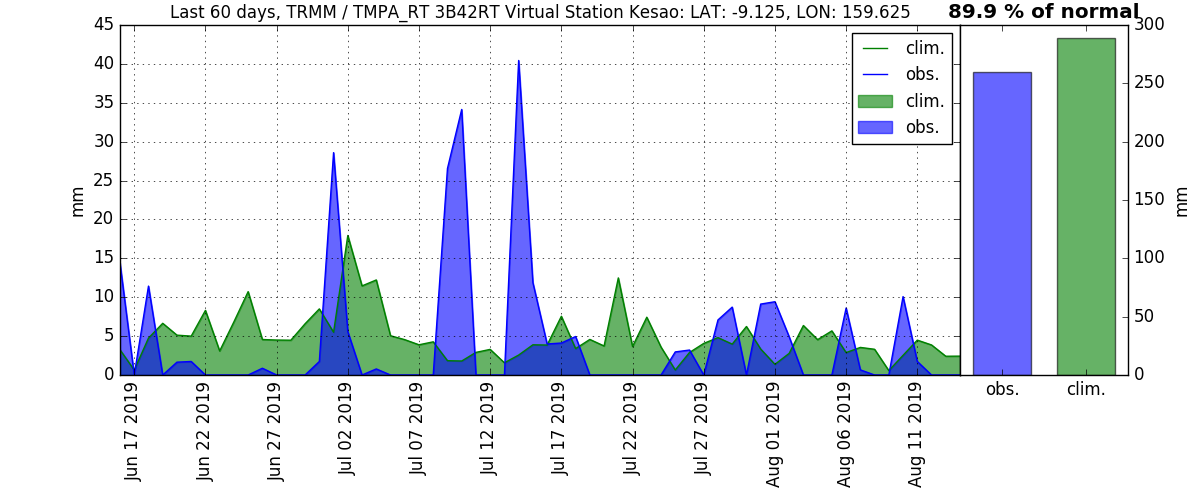 Last 60 days, TRMM / TMPA_RT 3B42RT Virtual Station Kesao: LAT: -9.125, LON: 159.625
89.9 % of normal
45
40
35
30
25
20
15
10
5
0
mm
clim.
obs.
clim.
obs.
Jun 17 2019
Jun 22 2019
Jun 27 2019
Jul 02 2019
Jul 07 2019
Jul 12 2019
Jul 17 2019
Jul 22 2019
Jul 27 2019
Aug 01 2019
Aug 06 2019
Aug 11 2019
300
250
200
150
100
50
0
mm
obs.
clim.